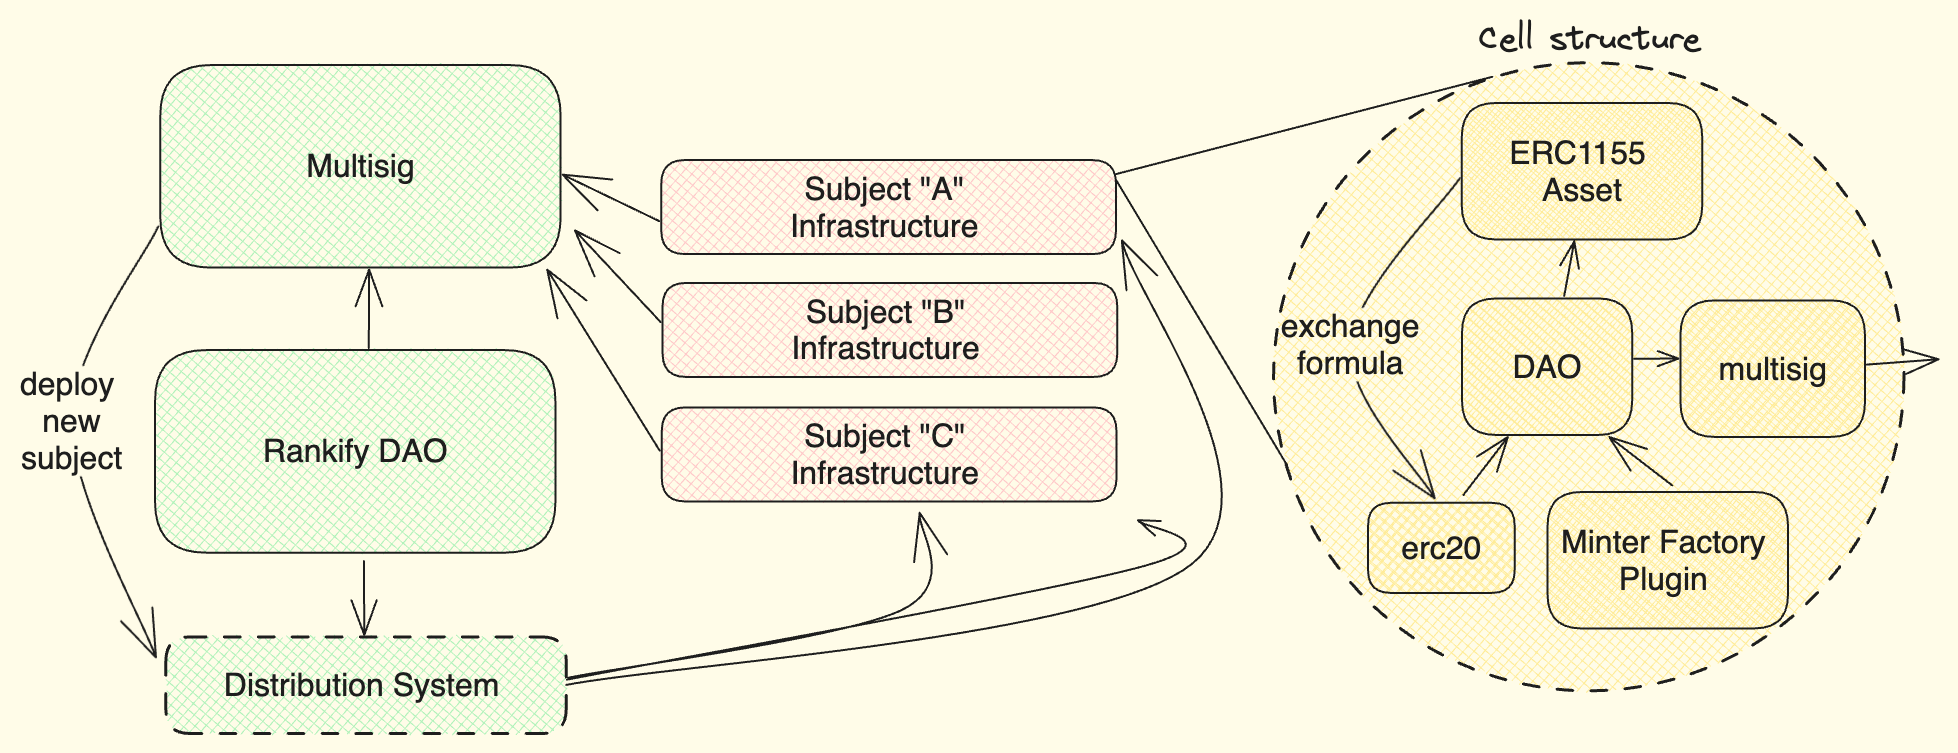 Cell structure
Multisig
ERC1155
Asset
Subject "A"
Infrastructure
Subject "B"
Infrastructure
exchange
formula
DAO
multisig
deploy
new
subject
Rankify DAO
Subject "C"
Infrastructure
erc20
Minter Factory
Plugin
Distribution System